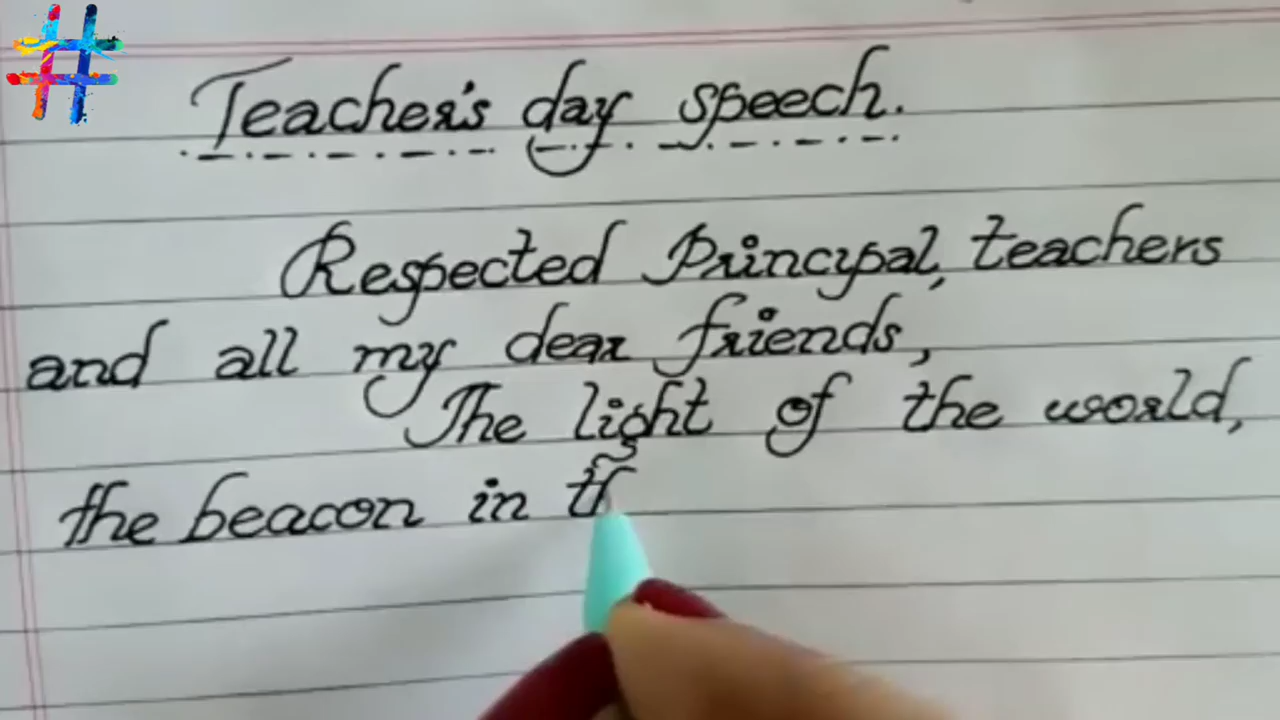 Teacher's day speech.
Respected Principal, teachers
and all my dear friends,
The light of the world,
the beacon in th